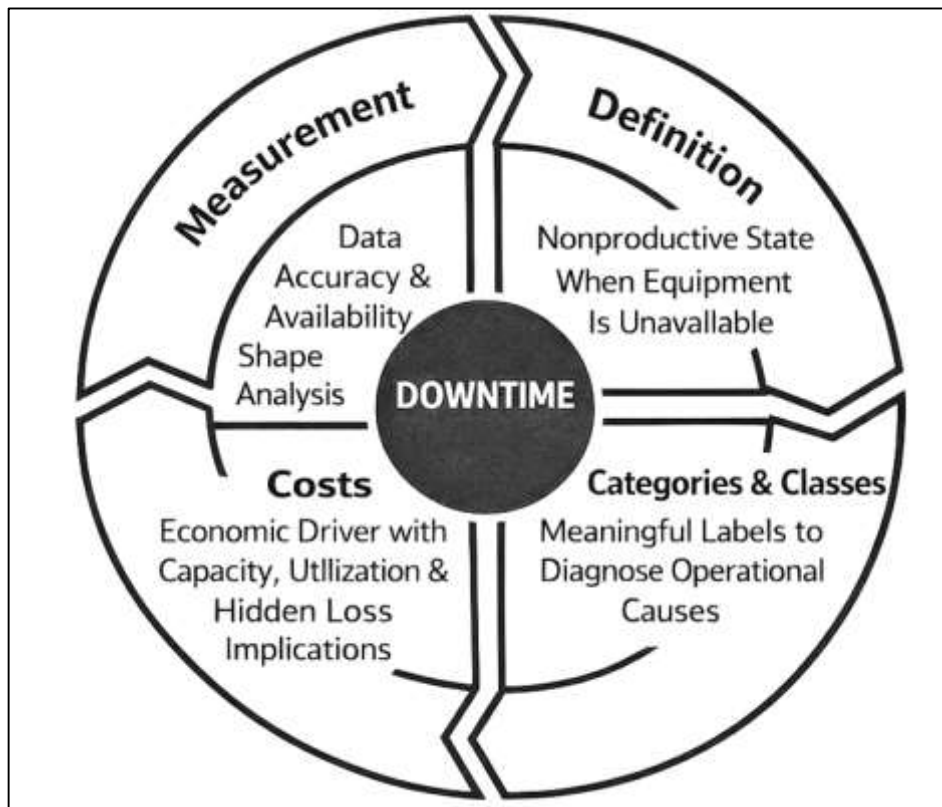 Measurement
Data
Accuracy &
Availability
Shape
Analysis
Definition
Nonproductive State
When Equipment
Is Unavallable
DOWNTIME
Costs
Economic Driver with
Capacity, Utllization &
Hidden Loss
Implications
Categories & Classes
Meaningful Labels to
Diagnose Operational
Causes